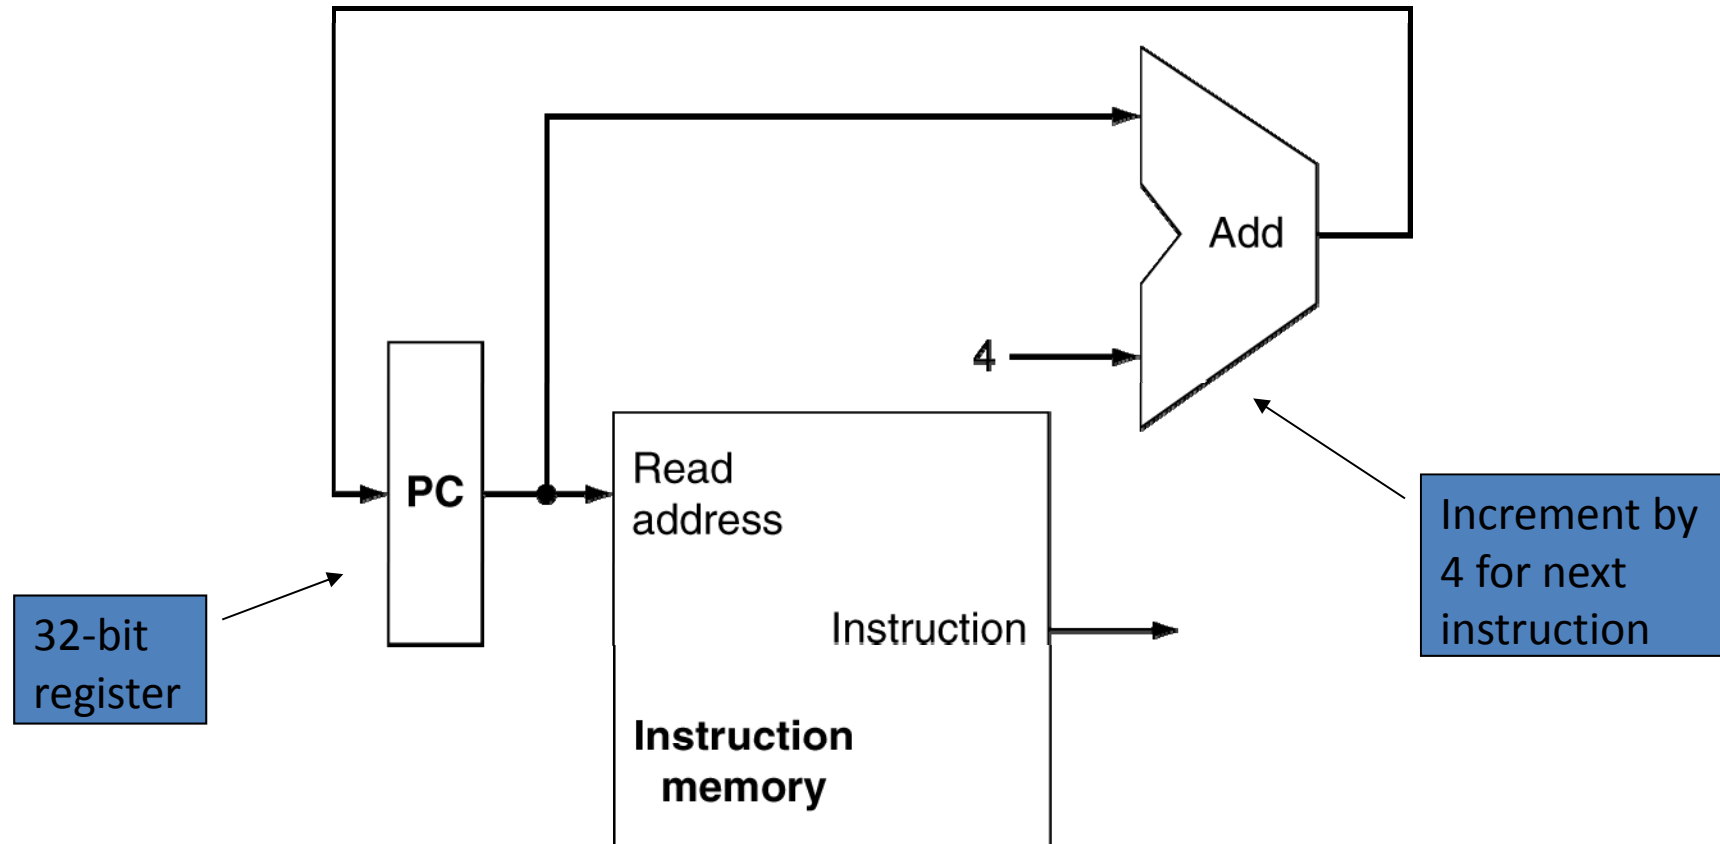 Add
4
PC
Read
address
Instruction
Instruction
memory
32-bit
register
Increment by
4 for next
instruction